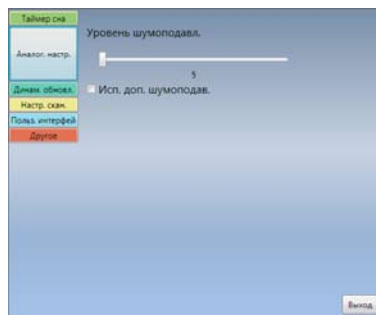 Таймер сна
Уровень шумоподавл.
Аналог. настр.
5
Динам. обновл.
Исп. доп. шумоподав.
Настр. скан.
Польз. интерфей
Другое
Выход